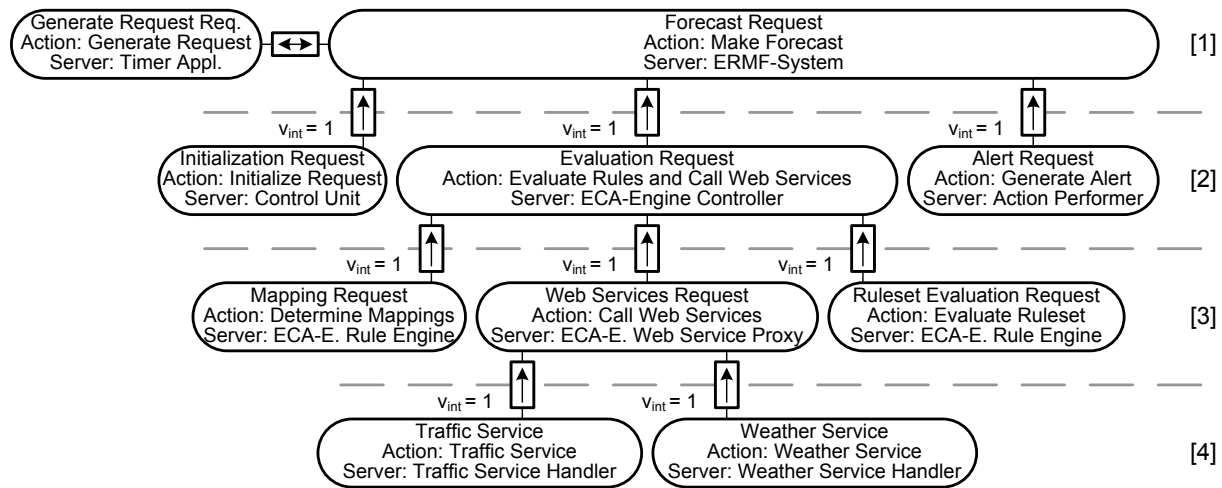 Generate Request Req.
Action: Generate Request
Server: Timer Appl.
Forecast Request
Action: Make Forecast
Server: ERMF-System
[1]
v_int = 1
v_int = 1
v_int = 1
Initialization Request
Action: Initialize Request
Server: Control Unit
Evaluation Request
Action: Evaluate Rules and Call Web Services
Server: ECA-Engine Controller
Alert Request
Action: Generate Alert
Server: Action Performer
[2]
v_int = 1
v_int = 1
v_int = 1
Mapping Request
Action: Determine Mappings
Server: ECA-E. Rule Engine
Web Services Request
Action: Call Web Services
Server: ECA-E. Web Service Proxy
Ruleset Evaluation Request
Action: Evaluate Ruleset
Server: ECA-E. Rule Engine
[3]
v_int = 1
v_int = 1
Traffic Service
Action: Traffic Service
Server: Traffic Service Handler
Weather Service
Action: Weather Service
Server: Weather Service Handler
[4]